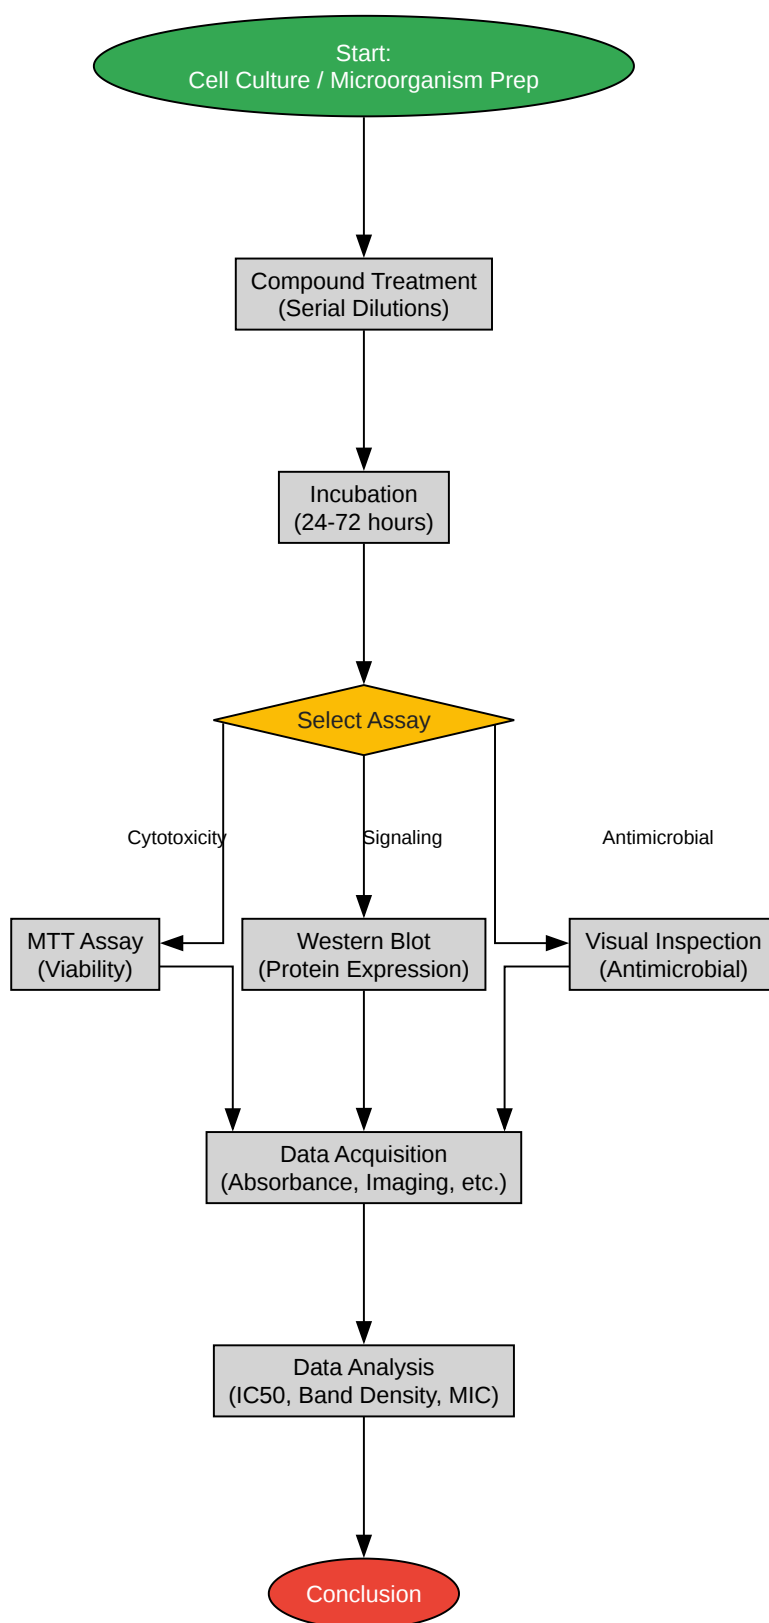 Start:
Cell Culture / Microorganism Prep
Compound Treatment
(Serial Dilutions)
Incubation
(24-72 hours)
Select Assay
Cytotoxicity
Signaling
Antimicrobial
MTT Assay
(Viability)
Western Blot
(Protein Expression)
Visual Inspection
(Antimicrobial)
Data Acquisition
(Absorbance, Imaging, etc.)
Data Analysis
(IC50, Band Density, MIC)
Conclusion